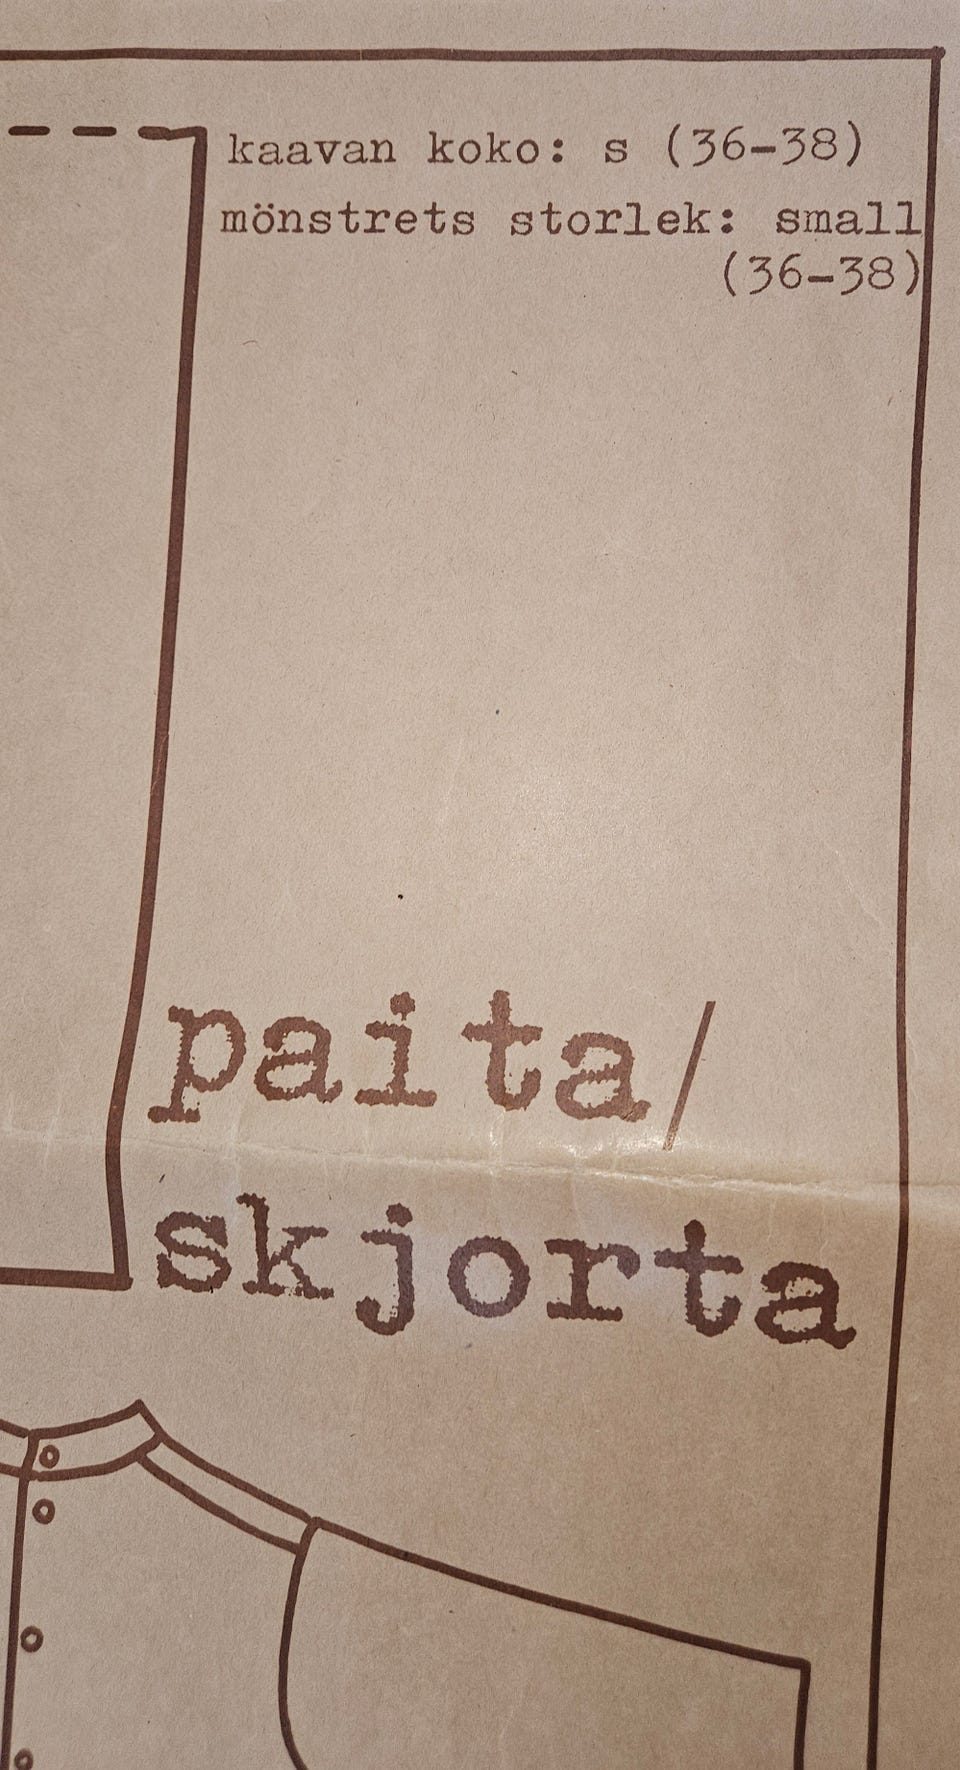 kaavan koko: s (36-38)
mönstrets storlek: small
(36-38)
paita/
skjorta